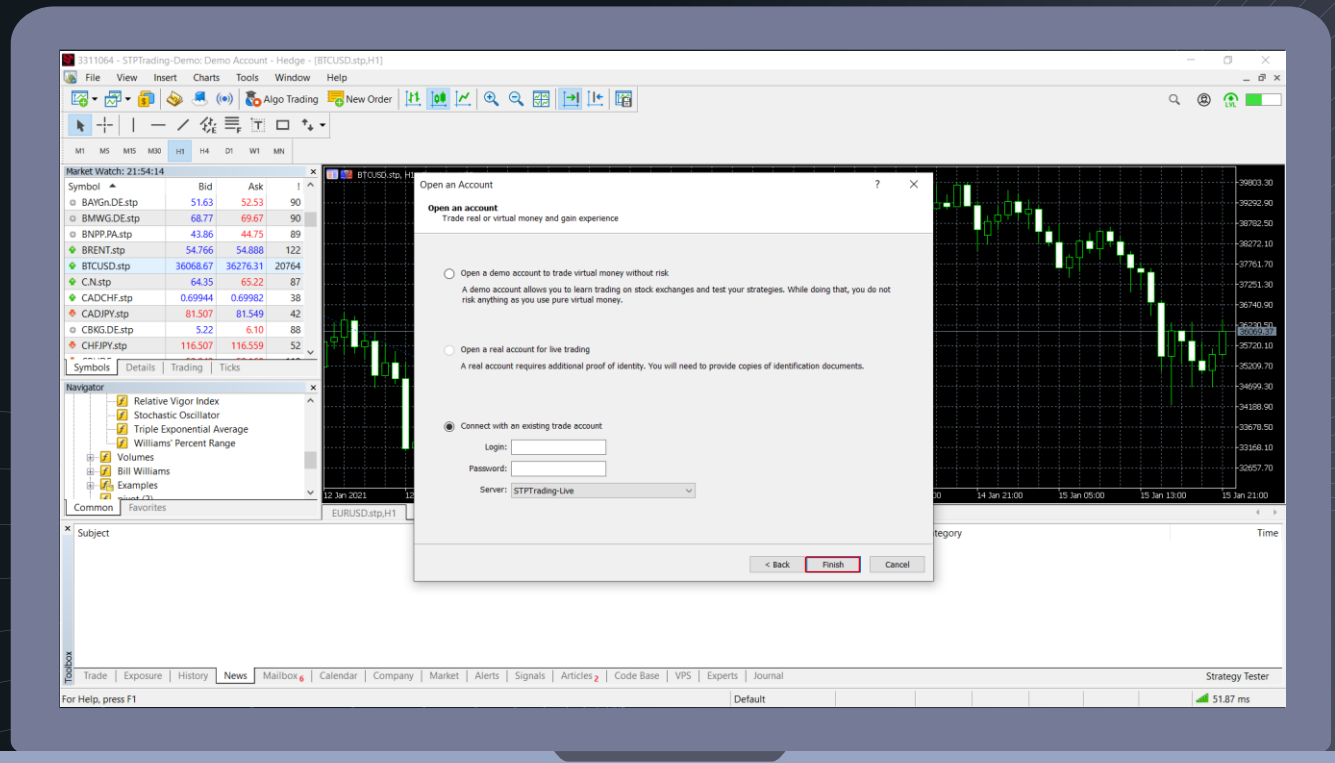 3311064 - STPTrading-Demo: Demo Account - Hedge - [BTCUSD.stp,H1]
File View Insert Charts Tools Window Help
Algo Trading New Order LVL
E F T
M1 M5 M15 M30 H1 H4 D1 W1 MN
Market Watch: 21:54:14
Symbol Bid Ask !
BAYGn.DE.stp 51.63 52.53 90
BMWG.DE.stp 68.77 69.67 90
BNPP.PA.stp 43.86 44.75 89
BRENT.stp 54.766 54.888 122
BTCUSD.stp 36068.67 36276.31 20764
C.N.stp 64.35 65.22 87
CADCHF.stp 0.69944 0.69982 38
CADJPY.stp 81.507 81.549 42
CBKG.DE.stp 5.22 6.10 88
CHFJPY.stp 116.507 116.559 52
Symbols Details Trading Ticks
Navigator
Relative Vigor Index
Stochastic Oscillator
Triple Exponential Average
Williams' Percent Range
Volumes
Bill Williams
Examples
Common Favorites
BTCUSD.stp, H1
Open an Account ? ×
Open an account
Trade real or virtual money and gain experience
Open a demo account to trade virtual money without risk
A demo account allows you to learn trading on stock exchanges and test your strategies. While doing that, you do not
risk anything as you use pure virtual money.
Open a real account for live trading
A real account requires additional proof of identity. You will need to provide copies of identification documents.
Connect with an existing trade account
Login:
Password:
Server: STPTrading-Live
< Back Finish Cancel
39803.30
39292.90
38782.50
38272.10
37761.70
37251.30
36740.90
36230.50
36069.37
35720.10
35209.70
34699.30
34188.90
33678.50
33168.10
32657.70
12 Jan 2021 12 00 14 Jan 21:00 15 Jan 05:00 15 Jan 13:00 15 Jan 21:00
EURUSD.stp,H1
Subject tegory Time
Toolbox
Trade Exposure History News Mailbox 6 Calendar Company Market Alerts Signals Articles 2 Code Base VPS Experts Journal Strategy Tester
For Help, press F1 Default 51.87 ms